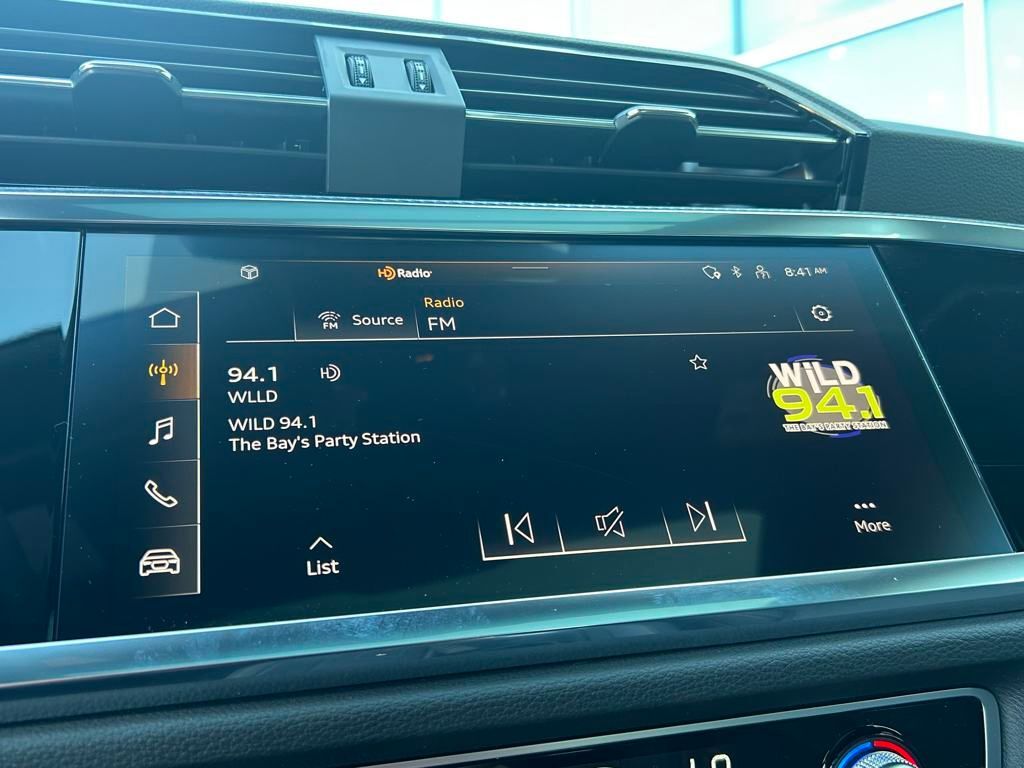 HD Radio
8:41 AM
FM
Source
Radio
FM
94.1 HD
WLLD
WILD 94.1
The Bay's Party Station
WiLD
94.1
THE BAY'S PARTY STATION
List
More